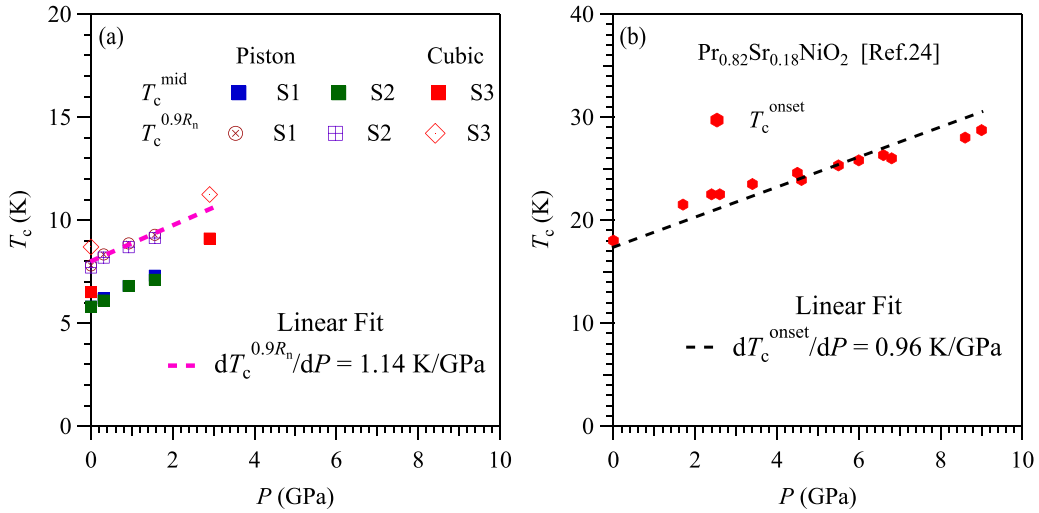 (a)
Piston Cubic
T_c^mid S1 S2 S3
T_c^0.9R_n S1 S2 S3
Linear Fit
dT_c^0.9R_n/dP = 1.14 K/GPa
T_c (K)
20
15
10
5
0
0 2 4 6 8 10
P (GPa)
(b)
Pr_0.82Sr_0.18NiO_2 [Ref.24]
T_c^onset
Linear Fit
dT_c^onset/dP = 0.96 K/GPa
T_c (K)
40
30
20
10
0
0 2 4 6 8 10
P (GPa)